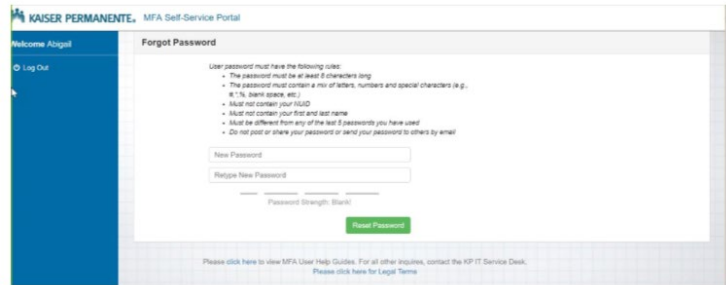 KAISER PERMANENTE® MFA Self-Service Portal
Welcome Abigail
Log Out
Forgot Password
User password must have the following rules:
• The password must be at least 8 characters long
• The password must contain a mix of letters, numbers and special characters (e.g.,
#,*,%, blank space, etc.)
• Must not contain your NUID
• Must not contain your first and last name
• Must be different from any of the last 5 passwords you have used
• Do not post or share your password or send your password to others by email
New Password
Retype New Password
Password Strength: Blank!
Reset Password
Please click here to view MFA User Help Guides. For all other inquires, contact the KP IT Service Desk.
Please click here for Legal Terms